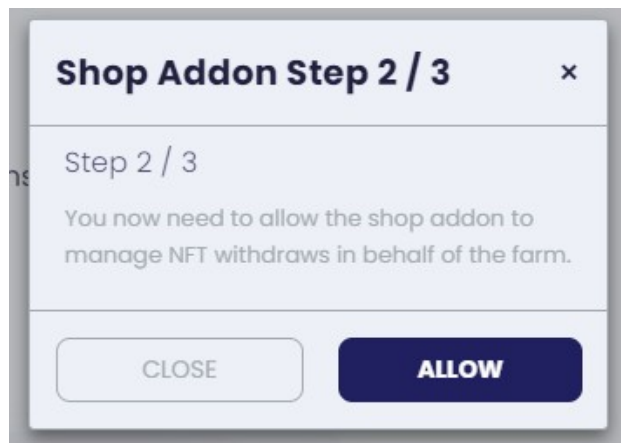 Shop Addon Step 2 / 3 ×
Step 2 / 3
ns
You now need to allow the shop addon to
manage NFT withdraws in behalf of the farm.
CLOSE ALLOW